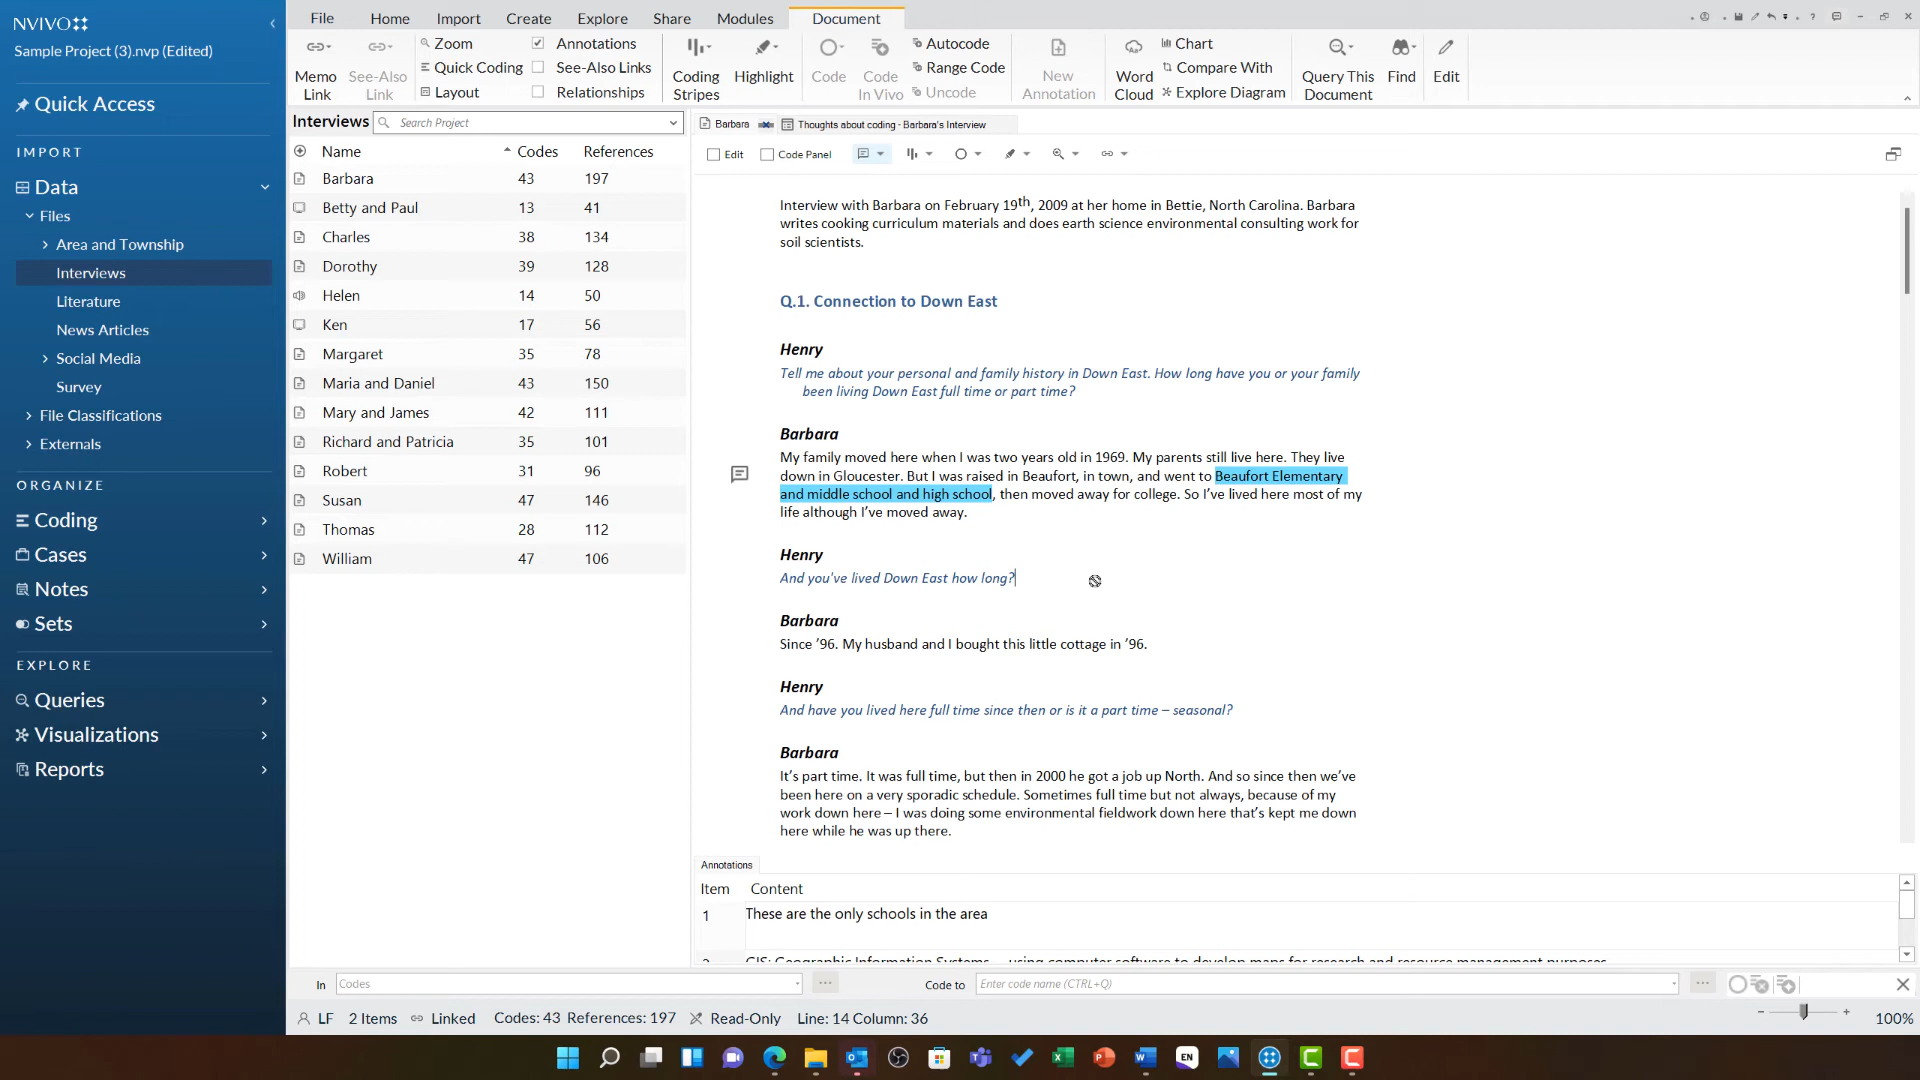 NVIVO
Sample Project (3).nvp (Edited)
Quick Access
IMPORT
Data
Files
Area and Township
Interviews
Literature
News Articles
Social Media
Survey
File Classifications
Externals
ORGANIZE
Coding
Cases
Notes
Sets
EXPLORE
Queries
Visualizations
Reports
File Home Import Create Explore Share Modules Document
Memo Link
See-Also Link
Zoom
Quick Coding
Layout
Annotations
See-Also Links
Relationships
Coding Stripes
Highlight
Code
Code In Vivo
Autocode
Range Code
Uncode
New Annotation
Word Cloud
Chart
Compare With
Explore Diagram
Query This Document
Find
Edit
Interviews Search Project
Name Codes References
Barbara 43 197
Betty and Paul 13 41
Charles 38 134
Dorothy 39 128
Helen 14 50
Ken 17 56
Margaret 35 78
Maria and Daniel 43 150
Mary and James 42 111
Richard and Patricia 35 101
Robert 31 96
Susan 47 146
Thomas 28 112
William 47 106
Barbara Thoughts about coding - Barbara's Interview
Edit Code Panel
Interview with Barbara on February 19th, 2009 at her home in Bettie, North Carolina. Barbara
writes cooking curriculum materials and does earth science environmental consulting work for
soil scientists.
Q.1. Connection to Down East
Henry
Tell me about your personal and family history in Down East. How long have you or your family
been living Down East full time or part time?
Barbara
My family moved here when I was two years old in 1969. My parents still live here. They live
down in Gloucester. But I was raised in Beaufort, in town, and went to Beaufort Elementary
and middle school and high school, then moved away for college. So I’ve lived here most of my
life although I’ve moved away.
Henry
And you've lived Down East how long?
Barbara
Since ’96. My husband and I bought this little cottage in ’96.
Henry
And have you lived here full time since then or is it a part time – seasonal?
Barbara
It’s part time. It was full time, but then in 2000 he got a job up North. And so since then we’ve
been here on a very sporadic schedule. Sometimes full time but not always, because of my
work down here – I was doing some environmental fieldwork down here that’s kept me down
here while he was up there.
Annotations
Item Content
1 These are the only schools in the area
2 GIS: Geographic Information Systems -- using computer software to develop maps for research and resource management purposes
In Codes ... Code to Enter code name (CTRL+Q) ...
LF 2 Items Linked Codes: 43 References: 197 Read-Only Line: 14 Column: 36 100%
EN